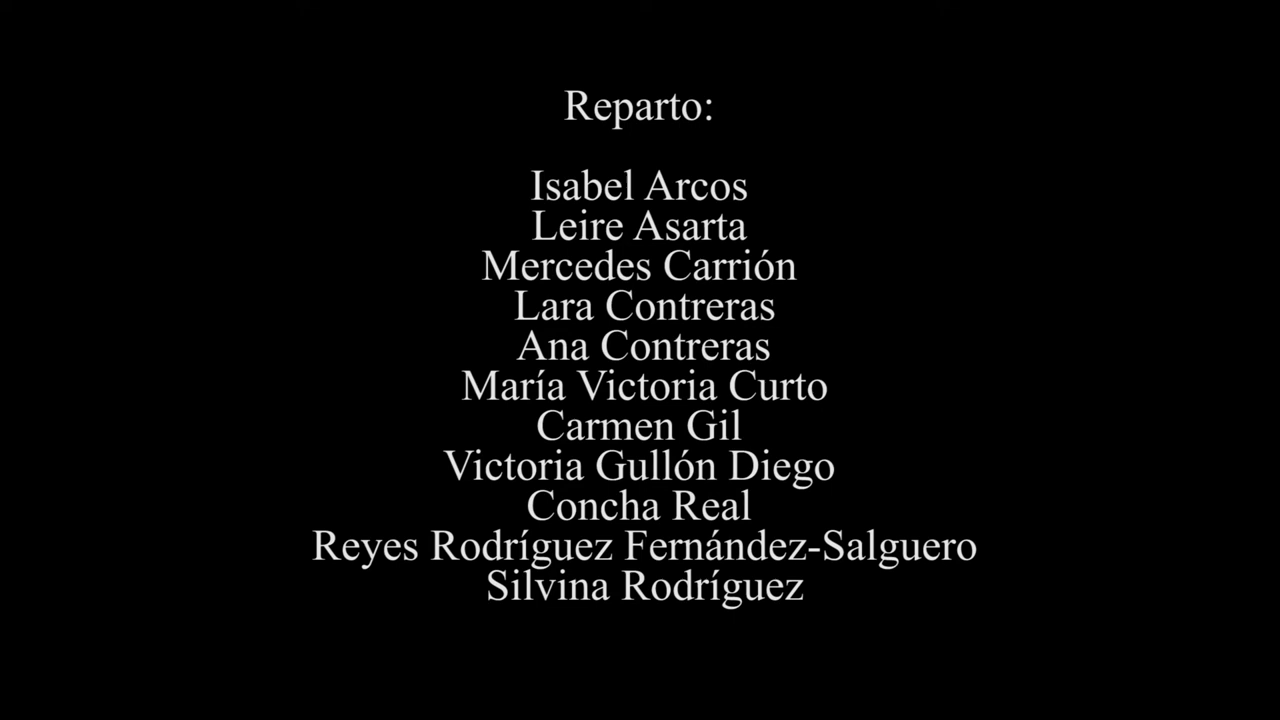 Reparto:
Isabel Arcos
Leire Asarta
Mercedes Carrión
Lara Contreras
Ana Contreras
María Victoria Curto
Carmen Gil
Victoria Gullón Diego
Concha Real
Reyes Rodríguez Fernández-Salguero
Silvina Rodríguez